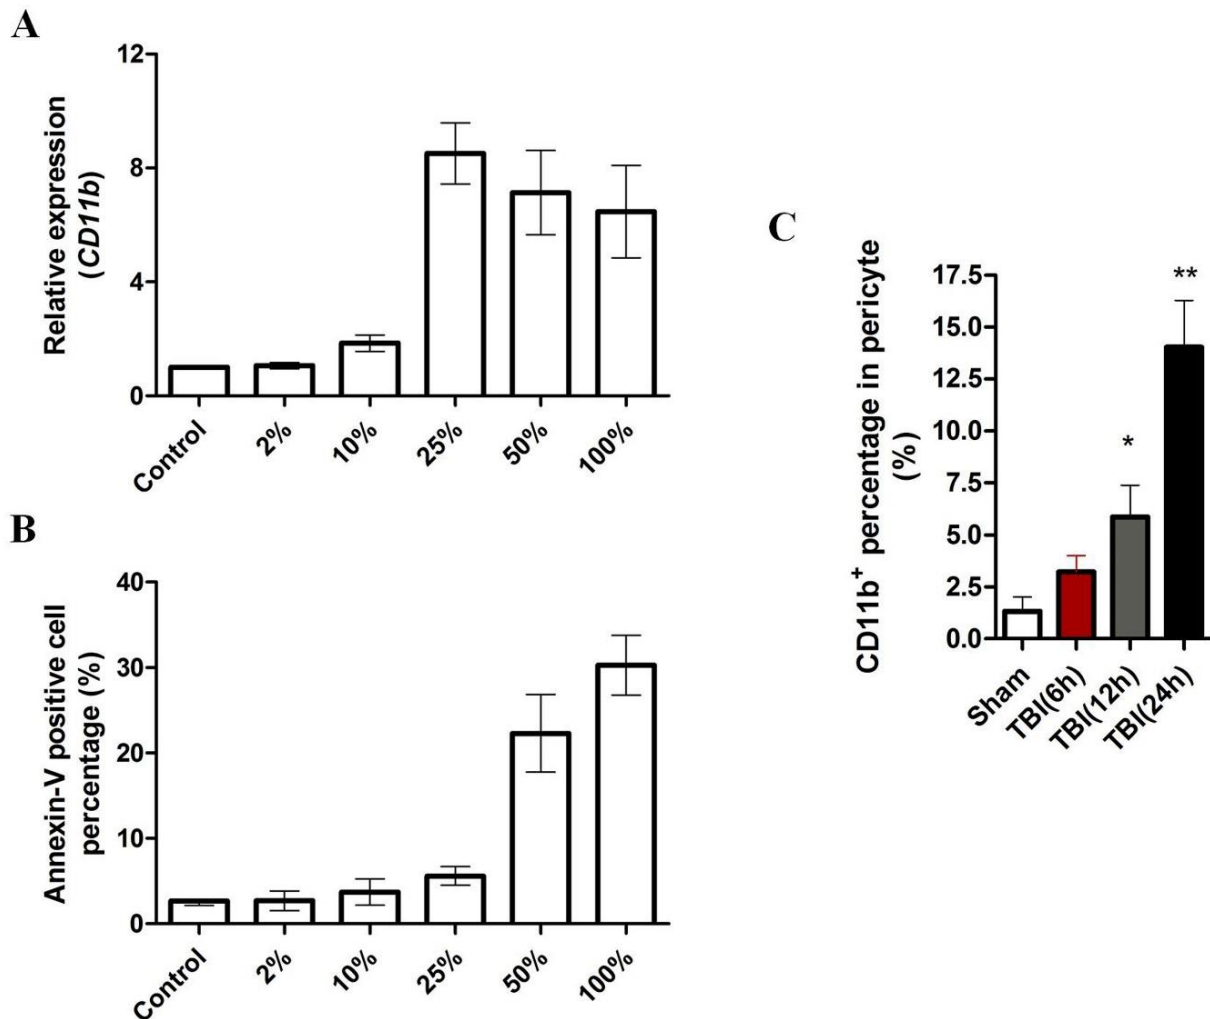 A
Relative expression
(CD11b)
12
8
4
0
Control
2%
10%
25%
50%
100%
B
Annexin-V positive cell
percentage (%)
40
30
20
10
0
Control
2%
10%
25%
50%
100%
C
CD11b+ percentage in pericyte
(%)
17.5
15.0
12.5
10.0
7.5
5.0
2.5
0.0
*
**
Sham
TBI(6h)
TBI(12h)
TBI(24h)